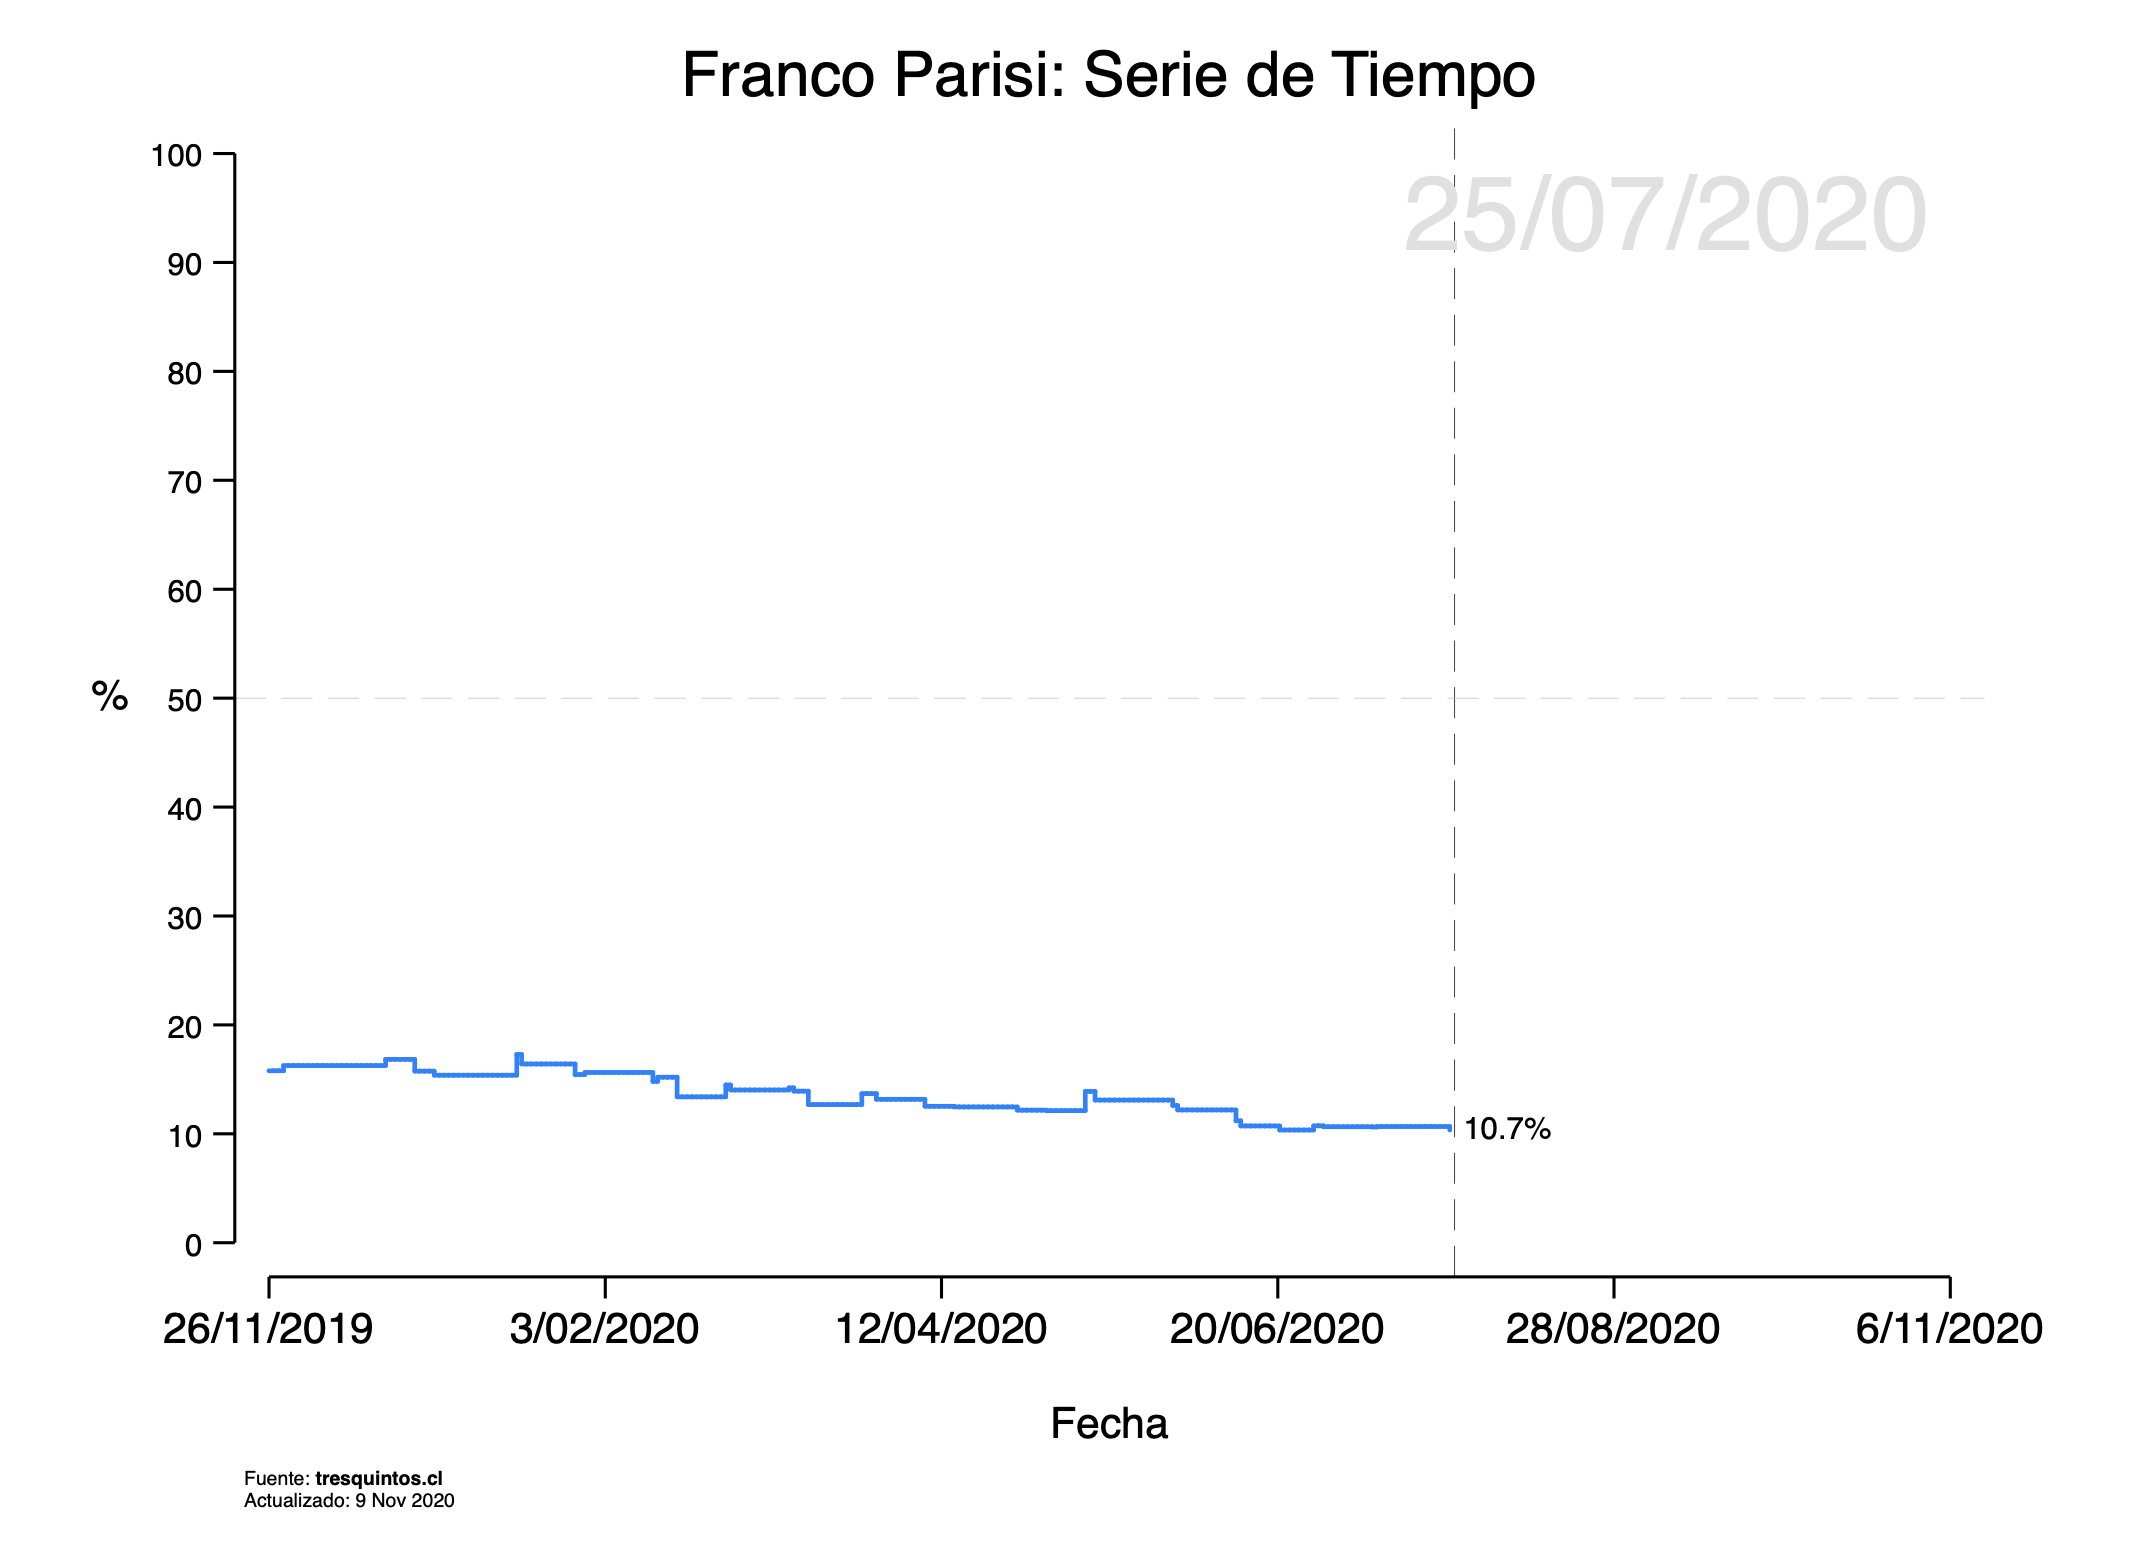 Franco Parisi: Serie de Tiempo
25/07/2020
100
90
80
70
60
50
40
30
20
10
0
%
10.7%
26/11/2019 3/02/2020 12/04/2020 20/06/2020 28/08/2020 6/11/2020
Fecha
Fuente: tresquintos.cl
Actualizado: 9 Nov 2020